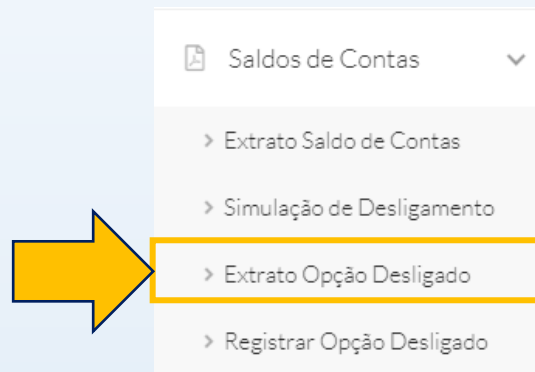 Saldos de Contas
> Extrato Saldo de Contas
> Simulação de Desligamento
> Extrato Opção Desligado
> Registrar Opção Desligado